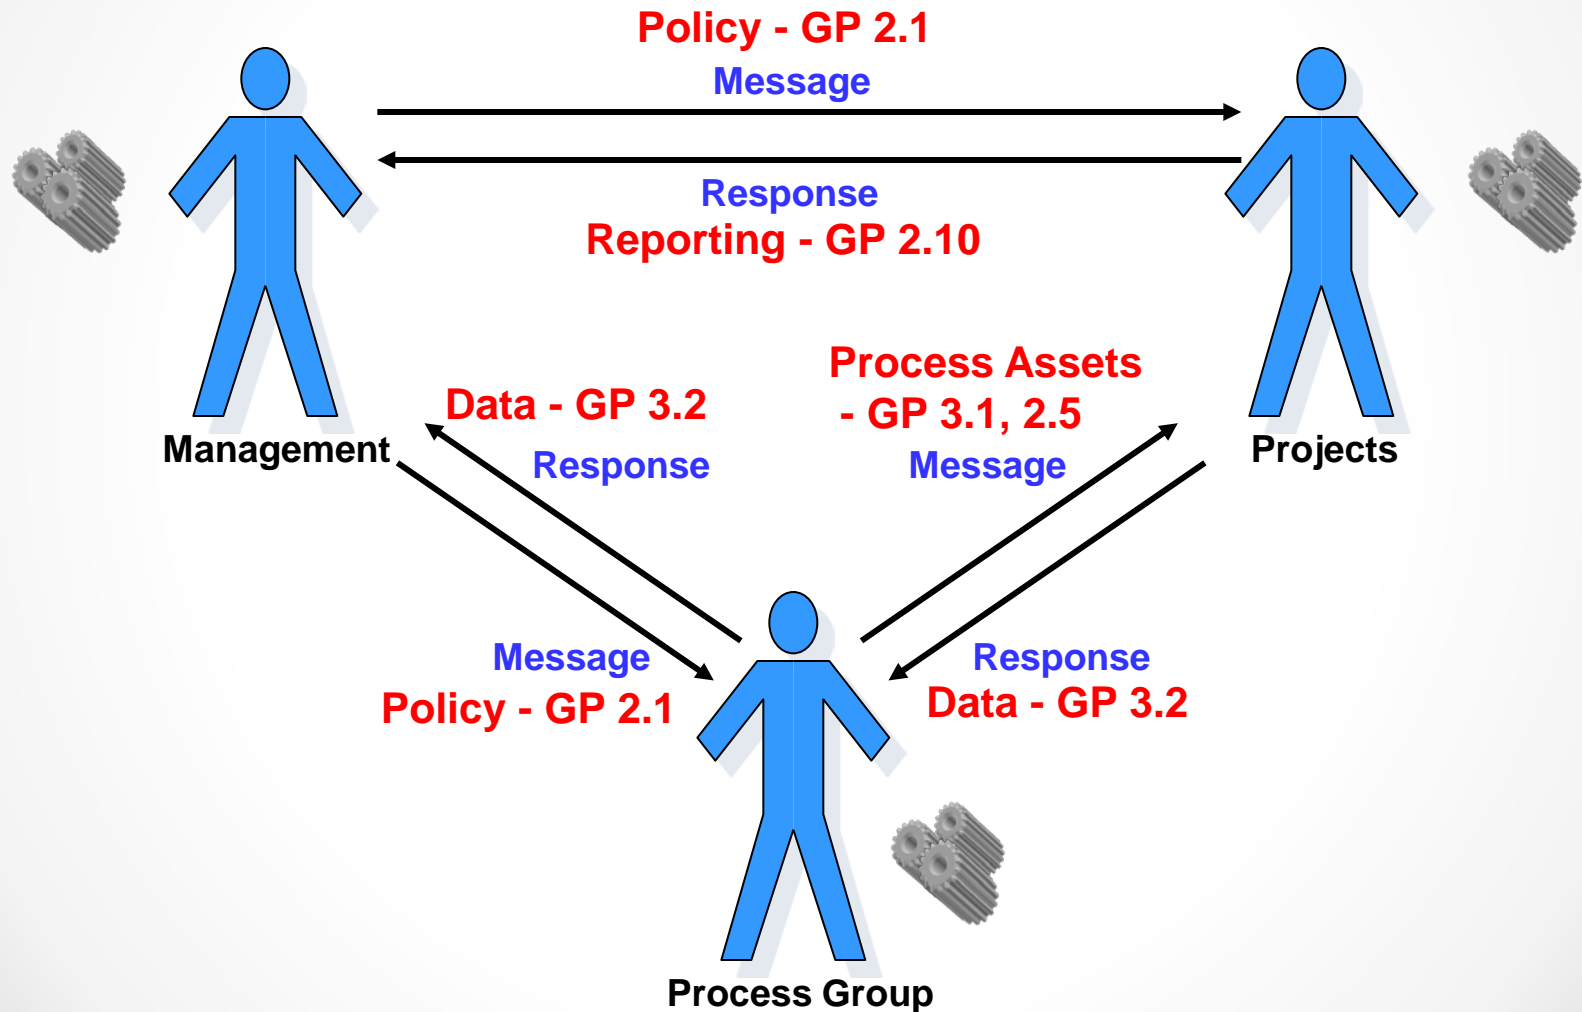 Policy - GP 2.1
Message
Response
Reporting - GP 2.10
Process Assets
- GP 3.1, 2.5
Message
Data - GP 3.2
Response
Management
Projects
Message
Policy - GP 2.1
Response
Data - GP 3.2
Process Group